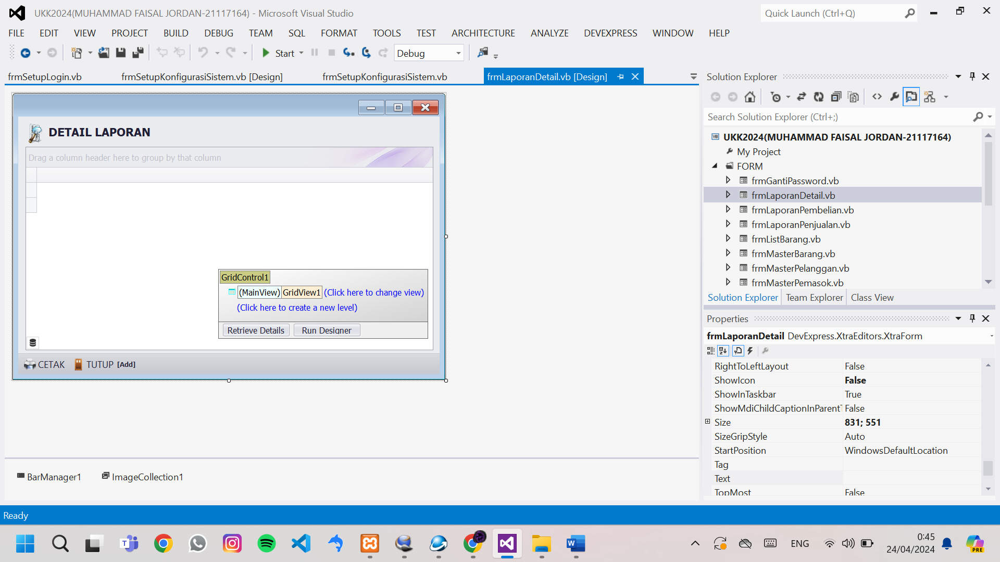 UKK2024(MUHAMMAD FAISAL JORDAN-21117164) - Microsoft Visual Studio
Quick Launch (Ctrl+Q)
FILE EDIT VIEW PROJECT BUILD DEBUG TEAM SQL FORMAT TOOLS TEST ARCHITECTURE ANALYZE DEVEXPRESS WINDOW HELP
Start Debug
frmSetupLogin.vb frmSetupKonfigurasiSistem.vb [Design] frmSetupKonfigurasiSistem.vb frmLaporanDetail.vb [Design]
DETAIL LAPORAN
Drag a column header here to group by that column
GridControl1
(MainView) GridView1 (Click here to change view)
(Click here to create a new level)
Retrieve Details Run Designer
CETAK TUTUP [Add]
BarManager1 ImageCollection1
Solution Explorer
Search Solution Explorer (Ctrl+;)
UKK2024(MUHAMMAD FAISAL JORDAN-21117164)
My Project
FORM
frmGantiPassword.vb
frmLaporanDetail.vb
frmLaporanPembelian.vb
frmLaporanPenjualan.vb
frmListBarang.vb
frmMasterBarang.vb
frmMasterPelanggan.vb
frmMasterPemasok.vb
Solution Explorer Team Explorer Class View
Properties
frmLaporanDetail DevExpress.XtraEditors.XtraForm
RightToLeftLayout False
ShowIcon False
ShowInTaskbar True
ShowMdiChildCaptionInParentT False
Size 831; 551
SizeGripStyle Auto
StartPosition WindowsDefaultLocation
Tag
Text
TopMost False
Ready
ENG
0:45
24/04/2024
PRE